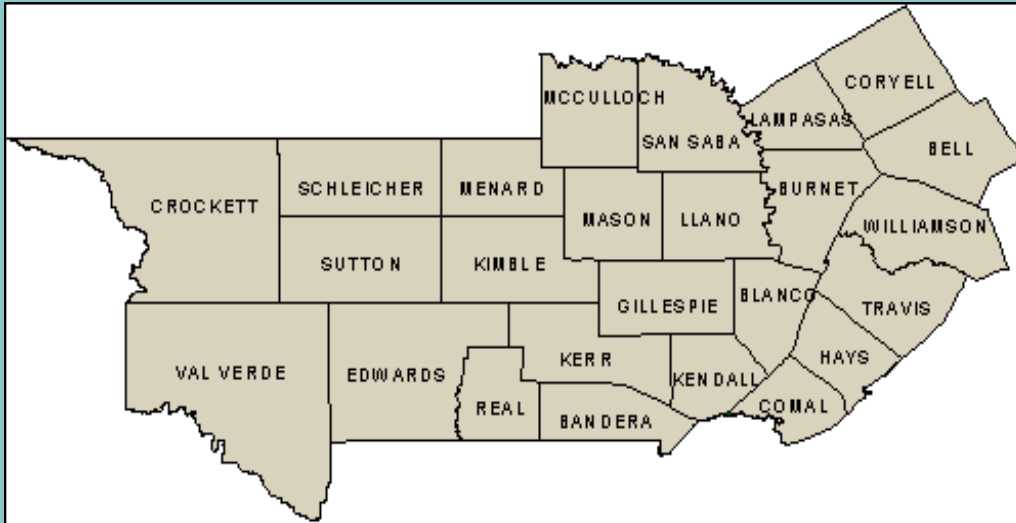 CORYELL
MCCULLOCH
LAMPASAS
SAN SABA
BELL
SCHLEICHER
MENARD
BURNET
CROCKETT
MASON
LLANO
WILLIAMSON
SUTTON
KIMBLE
BLANCO
GILLESPIE
TRAVIS
HAYS
KERR
VAL VERDE
EDWARDS
KENDALL
REAL
COMAL
BANDERA